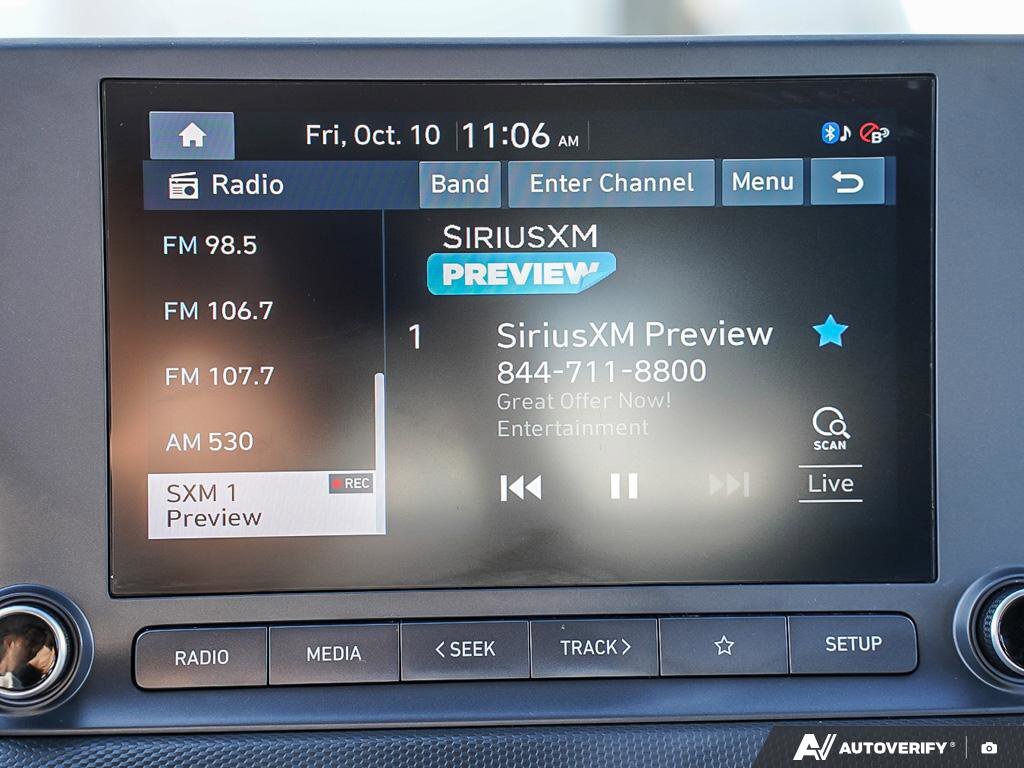 Fri, Oct. 10 11:06 AM
B
Radio Band Enter Channel Menu
FM 98.5
FM 106.7
FM 107.7
AM 530
SXM 1 REC
Preview
SIRIUSXM
PREVIEW
1 SiriusXM Preview
844-711-8800
Great Offer Now!
Entertainment
SCAN
Live
RADIO MEDIA <SEEK TRACK> SETUP
AUTOVERIFY®